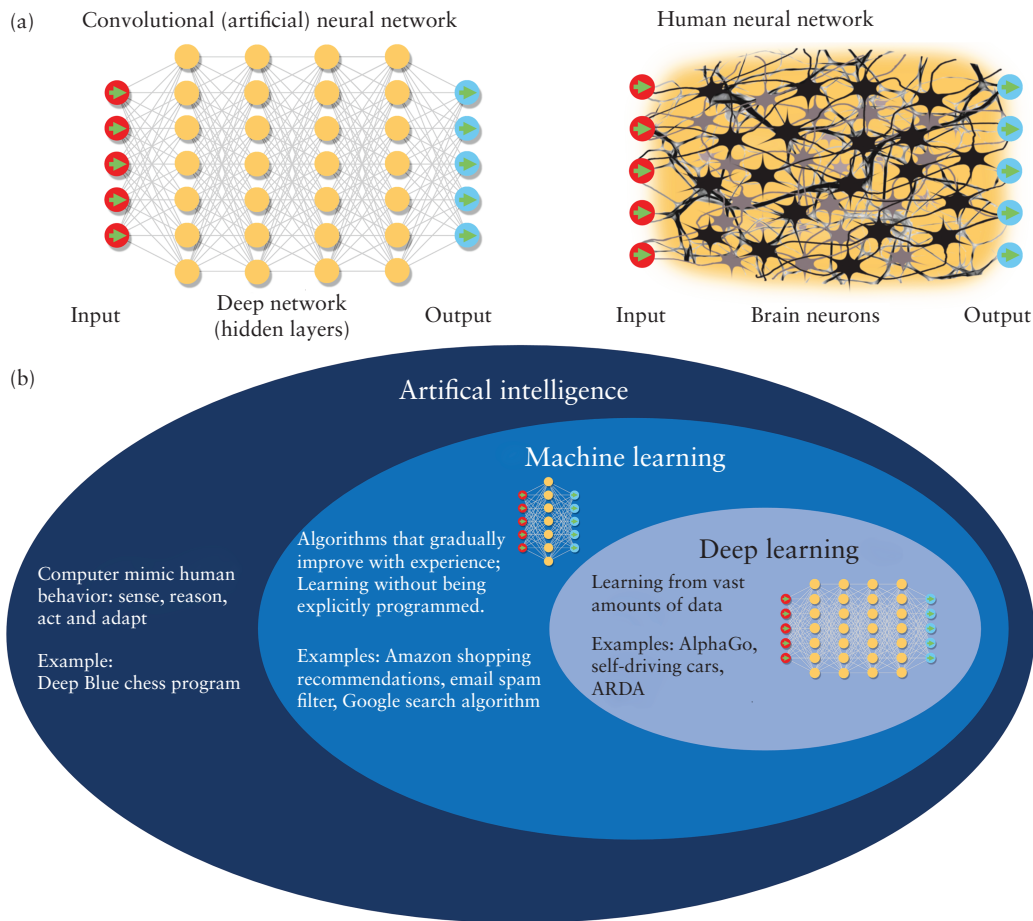 (a)
Convolutional (artificial) neural network
Human neural network
Input
Deep network
(hidden layers)
Output
Input
Brain neurons
Output
(b)
Artifical intelligence
Machine learning
Algorithms that gradually
improve with experience;
Learning without being
explicitly programmed.
Examples: Amazon shopping
recommendations, email spam
filter, Google search algorithm
Deep learning
Learning from vast
amounts of data
Examples: AlphaGo,
self-driving cars,
ARDA
Computer mimic human
behavior: sense, reason,
act and adapt
Example:
Deep Blue chess program